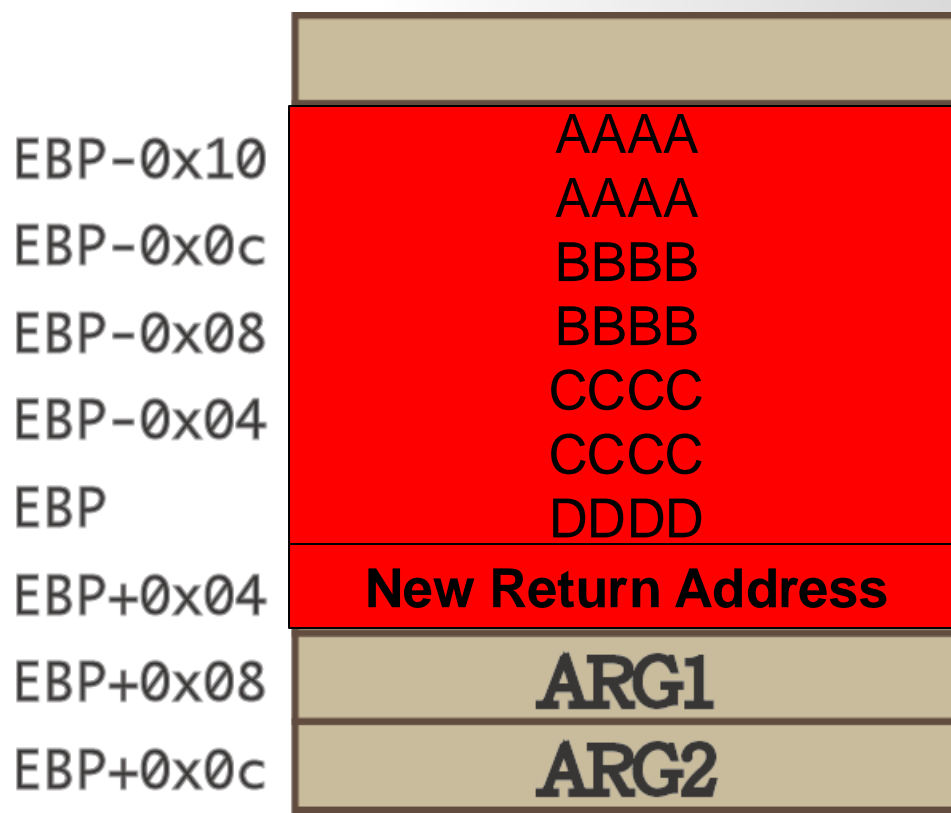 EBP-0x10
AAAA
AAAA
EBP-0x0c
BBBB
EBP-0x08
BBBB
CCCC
EBP-0x04
CCCC
EBP
DDDD
EBP+0x04
New Return Address
EBP+0x08
ARG1
EBP+0x0c
ARG2